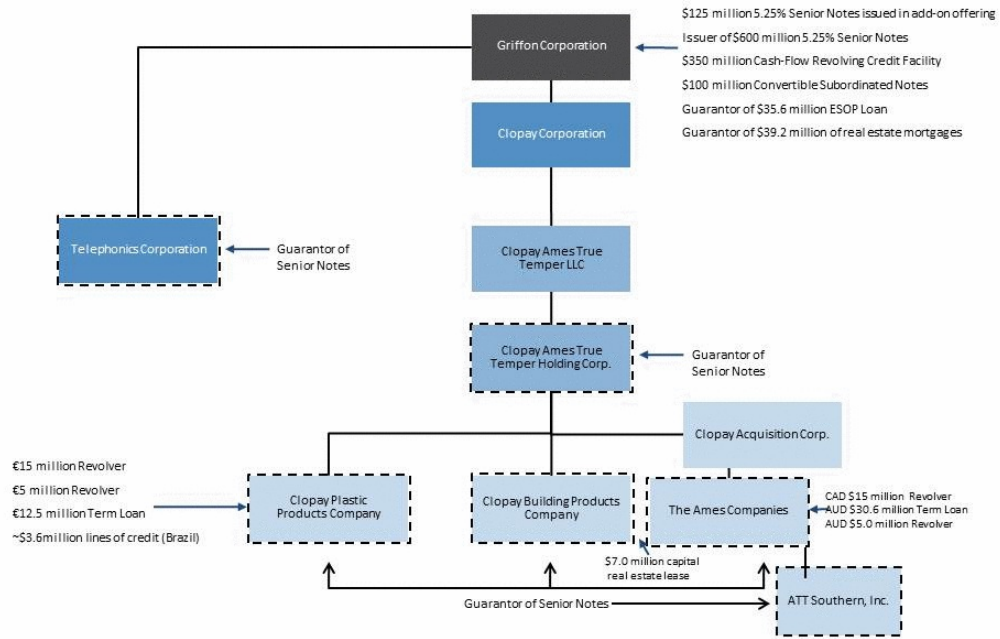 $125 million 5.25% Senior Notes issued in add-on offering
Griffon Corporation
Issuer of $600 million 5.25% Senior Notes
$350 million Cash-Flow Revolving Credit Facility
$100 million Convertible Subordinated Notes
Guarantor of $35.6 million ESOP Loan
Guarantor of $39.2 million of real estate mortgages
Clopay Corporation
Telephonics Corporation
Guarantor of
Senior Notes
Clopay Ames True
Temper LLC
Clopay Ames True
Temper Holding Corp.
Guarantor of
Senior Notes
Clopay Acquisition Corp.
€15 million Revolver
€5 million Revolver
€12.5 million Term Loan
~$3.6million lines of credit (Brazil)
Clopay Plastic
Products Company
Clopay Building Products
Company
The Ames Companies
CAD $15 million Revolver
AUD $30.6 million Term Loan
AUD $5.0 million Revolver
$7.0 million capital
real estate lease
Guarantor of Senior Notes
ATT Southern, Inc.